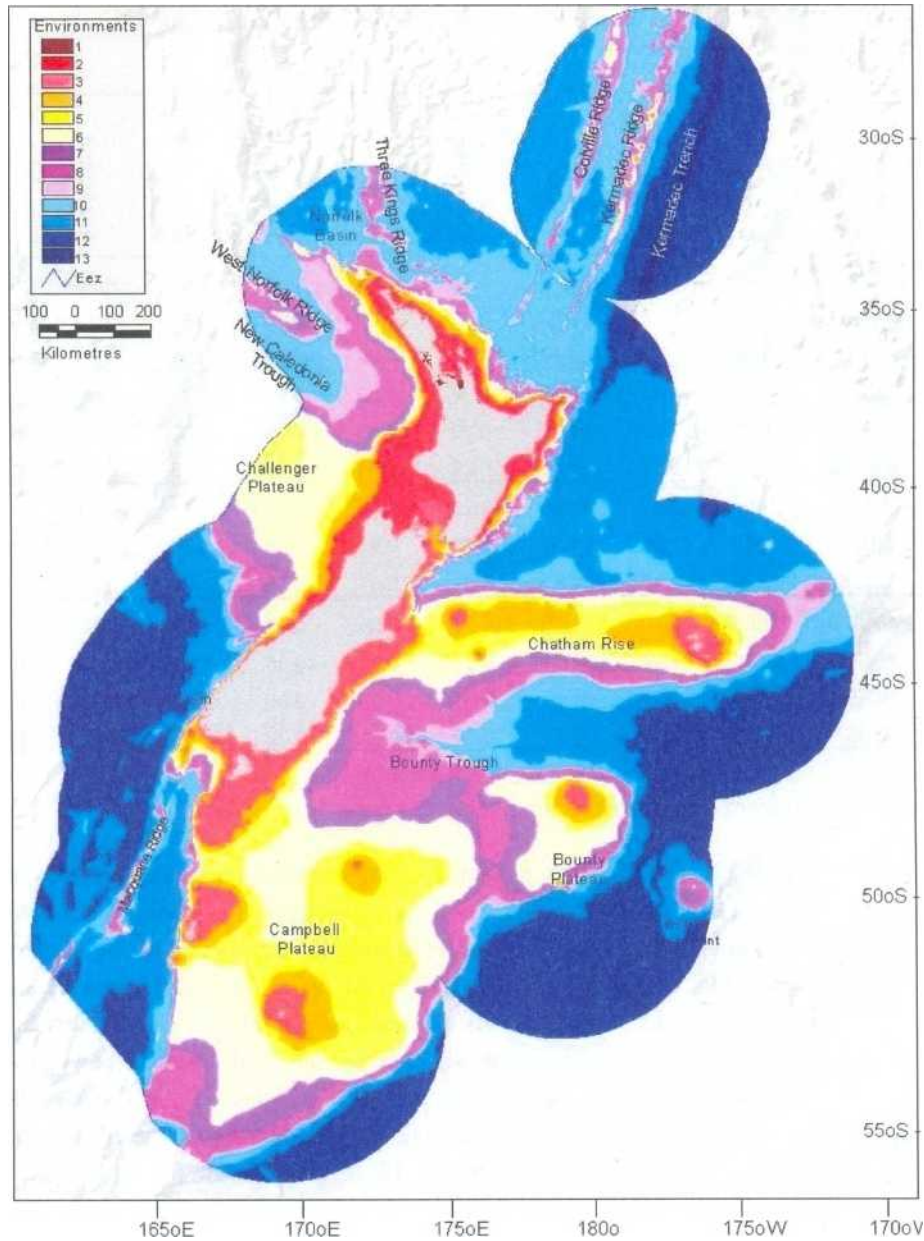 Environments
1
2
3
4
5
6
7
8
9
10
11
12
13
Eez
100 0 100 200
Kilometres
Colville Ridge
Kermadec Ridge
Kermadec Trench
Three Kings Ridge
Norfolk
Basin
West Norfolk Ridge
New Caledonia
Trough
Challenger
Plateau
Chatham Rise
Bounty Trough
Macquarie Ridge
Bounty
Plateau
Campbell
Plateau
30oS
35oS
40oS
45oS
50oS
55oS
165oE
170oE
175oE
180o
175oW
170oW